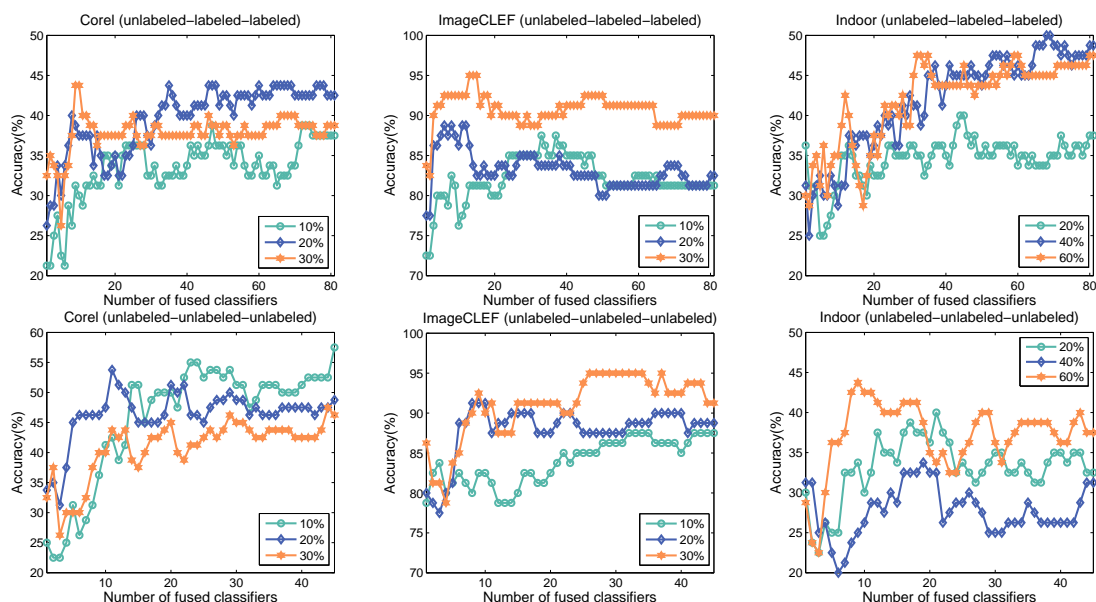 Corel (unlabeled−labeled−labeled)
50
45
40
35
30
25
20
Accuracy(%)
20 40 60 80
Number of fused classifiers
10%
20%
30%
ImageCLEF (unlabeled−labeled−labeled)
100
95
90
85
80
75
70
Accuracy(%)
20 40 60 80
Number of fused classifiers
10%
20%
30%
Indoor (unlabeled−labeled−labeled)
50
45
40
35
30
25
20
Accuracy(%)
20 40 60 80
Number of fused classifiers
20%
40%
60%
Corel (unlabeled−unlabeled−unlabeled)
60
55
50
45
40
35
30
25
20
Accuracy(%)
10 20 30 40
Number of fused classifiers
10%
20%
30%
ImageCLEF (unlabeled−unlabeled−unlabeled)
100
95
90
85
80
75
70
Accuracy(%)
10 20 30 40
Number of fused classifiers
10%
20%
30%
Indoor (unlabeled−unlabeled−unlabeled)
50
45
40
35
30
25
20
Accuracy(%)
10 20 30 40
Number of fused classifiers
20%
40%
60%